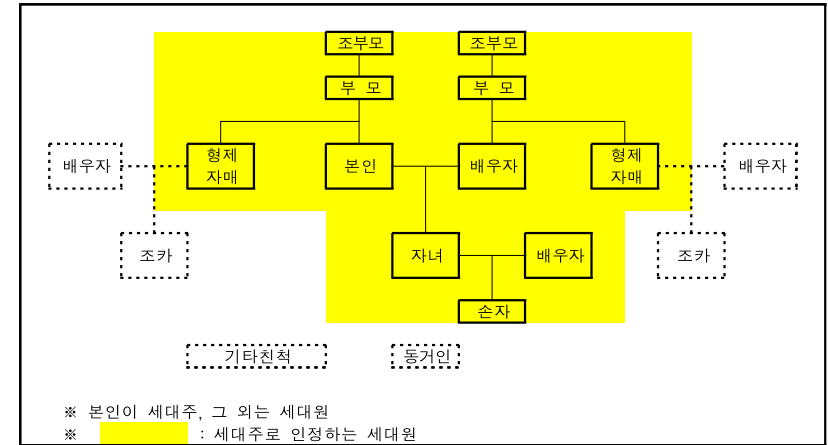 조부모 조부모
부 모 부 모
배우자 형제 자매 본인 배우자 형제 자매 배우자
조카 자녀 배우자 조카
손자
기타친척 동거인
※ 본인이 세대주, 그 외는 세대원
※ : 세대주로 인정하는 세대원